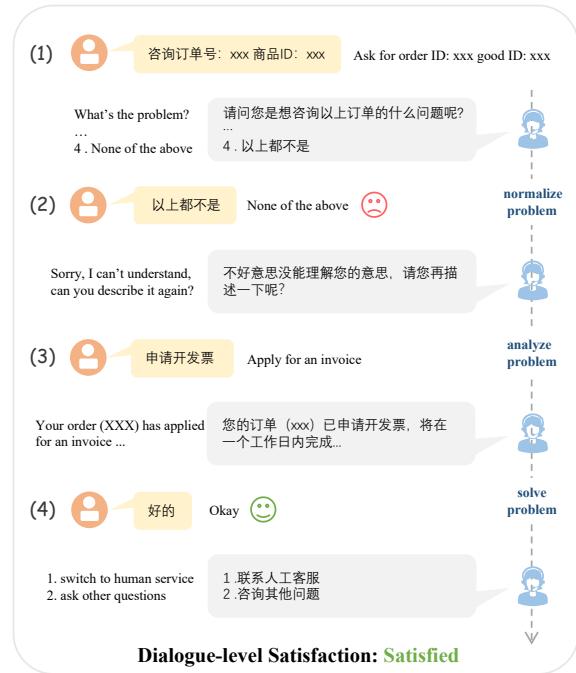 (1) 咨询订单号：xxx 商品ID：xxx Ask for order ID: xxx good ID: xxx
What's the problem?
…
4 . None of the above
请问您是想咨询以上订单的什么问题呢?
...
4 . 以上都不是
normalize
problem
(2) 以上都不是 None of the above
Sorry, I can't understand,
can you describe it again?
不好意思没能理解您的意思，请您再描
述一下呢?
analyze
problem
(3) 申请开发票 Apply for an invoice
Your order (XXX) has applied
for an invoice ...
您的订单（xxx）已申请开发票，将在
一个工作日内完成...
solve
problem
(4) 好的 Okay
1. switch to human service
2. ask other questions
1 .联系人工客服
2 .咨询其他问题
Dialogue-level Satisfaction: Satisfied